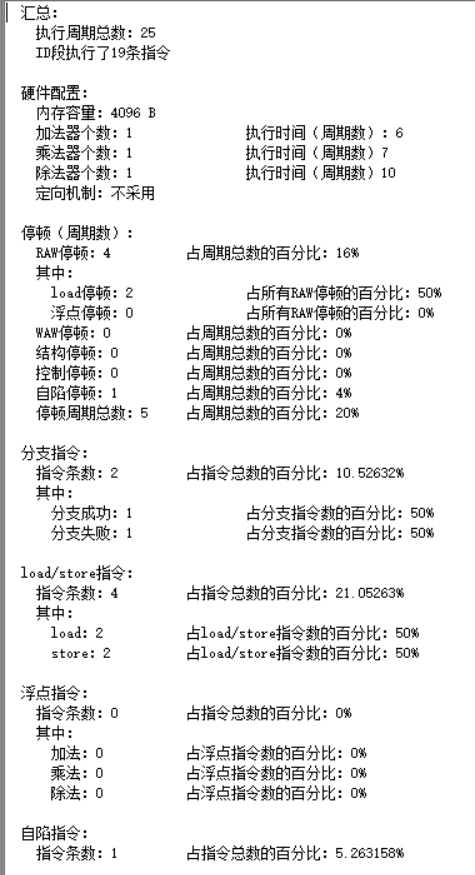 汇总：
执行周期总数：25
ID段执行了19条指令
硬件配置：
内存容量：4096 B
加法器个数：1 执行时间（周期数）：6
乘法器个数：1 执行时间（周期数）7
除法器个数：1 执行时间（周期数）10
定向机制：不采用
停顿（周期数）：
RAW停顿：4 占周期总数的百分比：16%
其中：
load停顿：2 占所有RAW停顿的百分比：50%
浮点停顿：0 占所有RAW停顿的百分比：0%
WAW停顿：0 占周期总数的百分比：0%
结构停顿：0 占周期总数的百分比：0%
控制停顿：0 占周期总数的百分比：0%
自陷停顿：1 占周期总数的百分比：4%
停顿周期总数：5 占周期总数的百分比：20%
分支指令：
指令条数：2 占指令总数的百分比：10.52632%
其中：
分支成功：1 占分支指令数的百分比：50%
分支失败：1 占分支指令数的百分比：50%
load/store指令：
指令条数：4 占指令总数的百分比：21.05263%
其中：
load：2 占load/store指令数的百分比：50%
store：2 占load/store指令数的百分比：50%
浮点指令：
指令条数：0 占指令总数的百分比：0%
其中：
加法：0 占浮点指令数的百分比：0%
乘法：0 占浮点指令数的百分比：0%
除法：0 占浮点指令数的百分比：0%
自陷指令：
指令条数：1 占指令总数的百分比：5.263158%